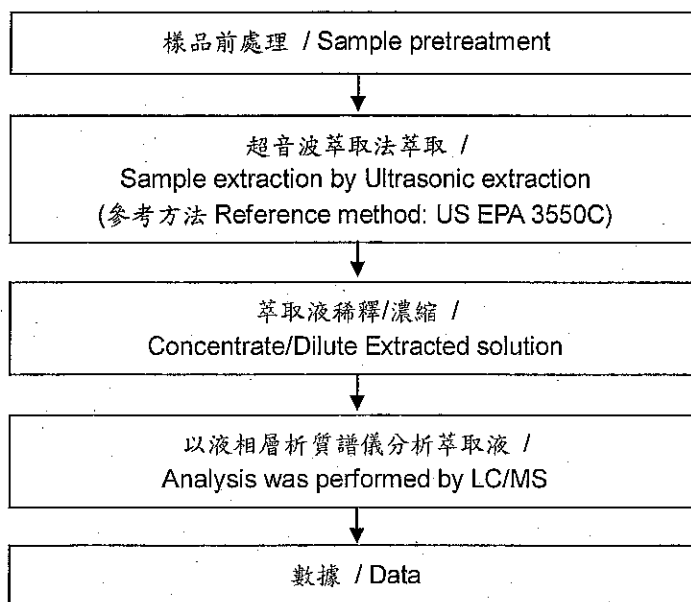 樣品前處理 / Sample pretreatment
超音波萃取法萃取 /
Sample extraction by Ultrasonic extraction
(參考方法 Reference method: US EPA 3550C)
萃取液稀釋/濃縮 /
Concentrate/Dilute Extracted solution
以液相層析質譜儀分析萃取液 /
Analysis was performed by LC/MS
數據 / Data